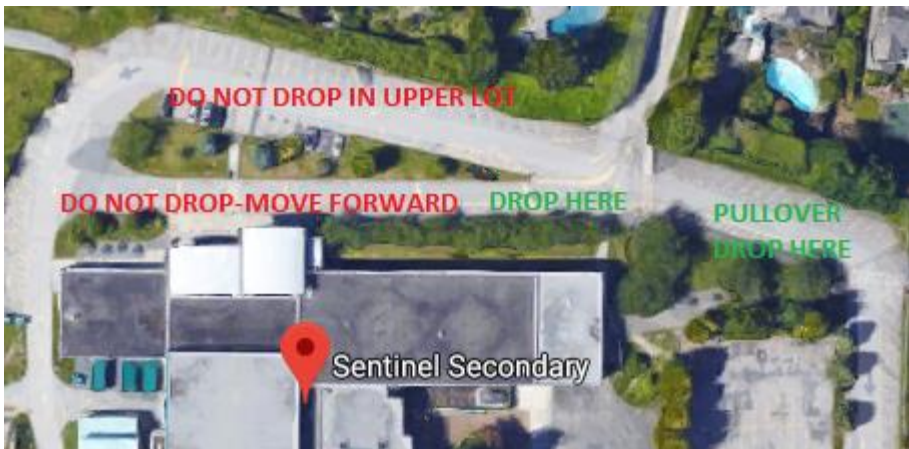 DO NOT DROP IN UPPER LOT
DO NOT DROP-MOVE FORWARD
DROP HERE
PULLOVER
DROP HERE
Sentinel Secondary